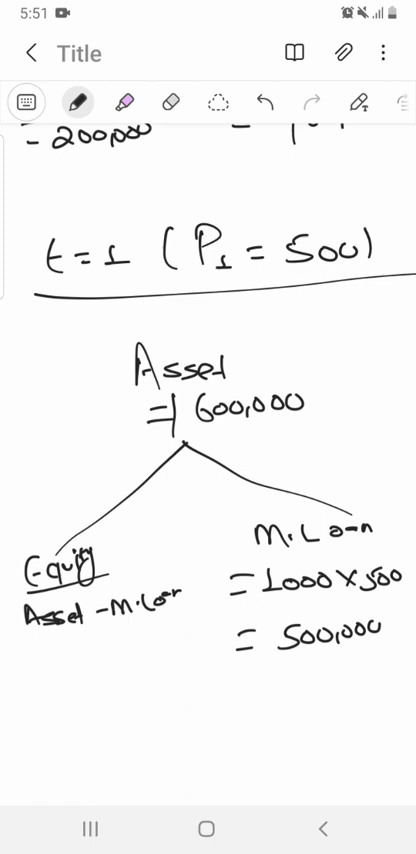 5:51
Title
= 200,000 =
t = 1 ( P1 = 500)
Asset
= 600,000
Equity
Asset - M.Loan
M.Loan
= 1000 × 500
= 500,000